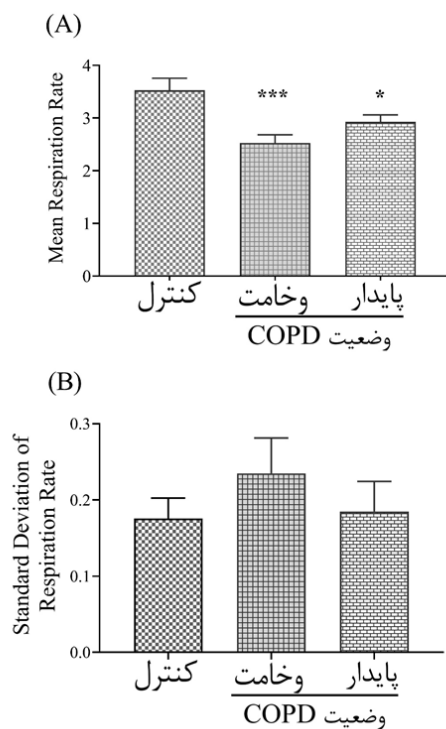 (A)
Mean Respiration Rate
4
3
2
1
0
***
*
کنترل
وخامت
پایدار
وضعیت COPD
(B)
Standard Deviation of
Respiration Rate
0.3
0.2
0.1
0.0
کنترل
وخامت
پایدار
وضعیت COPD